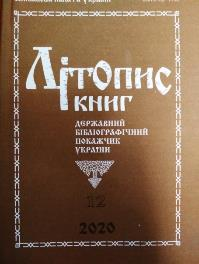 Літопис
книг
Державний
бібліографічний
покажчик
України
12
2020